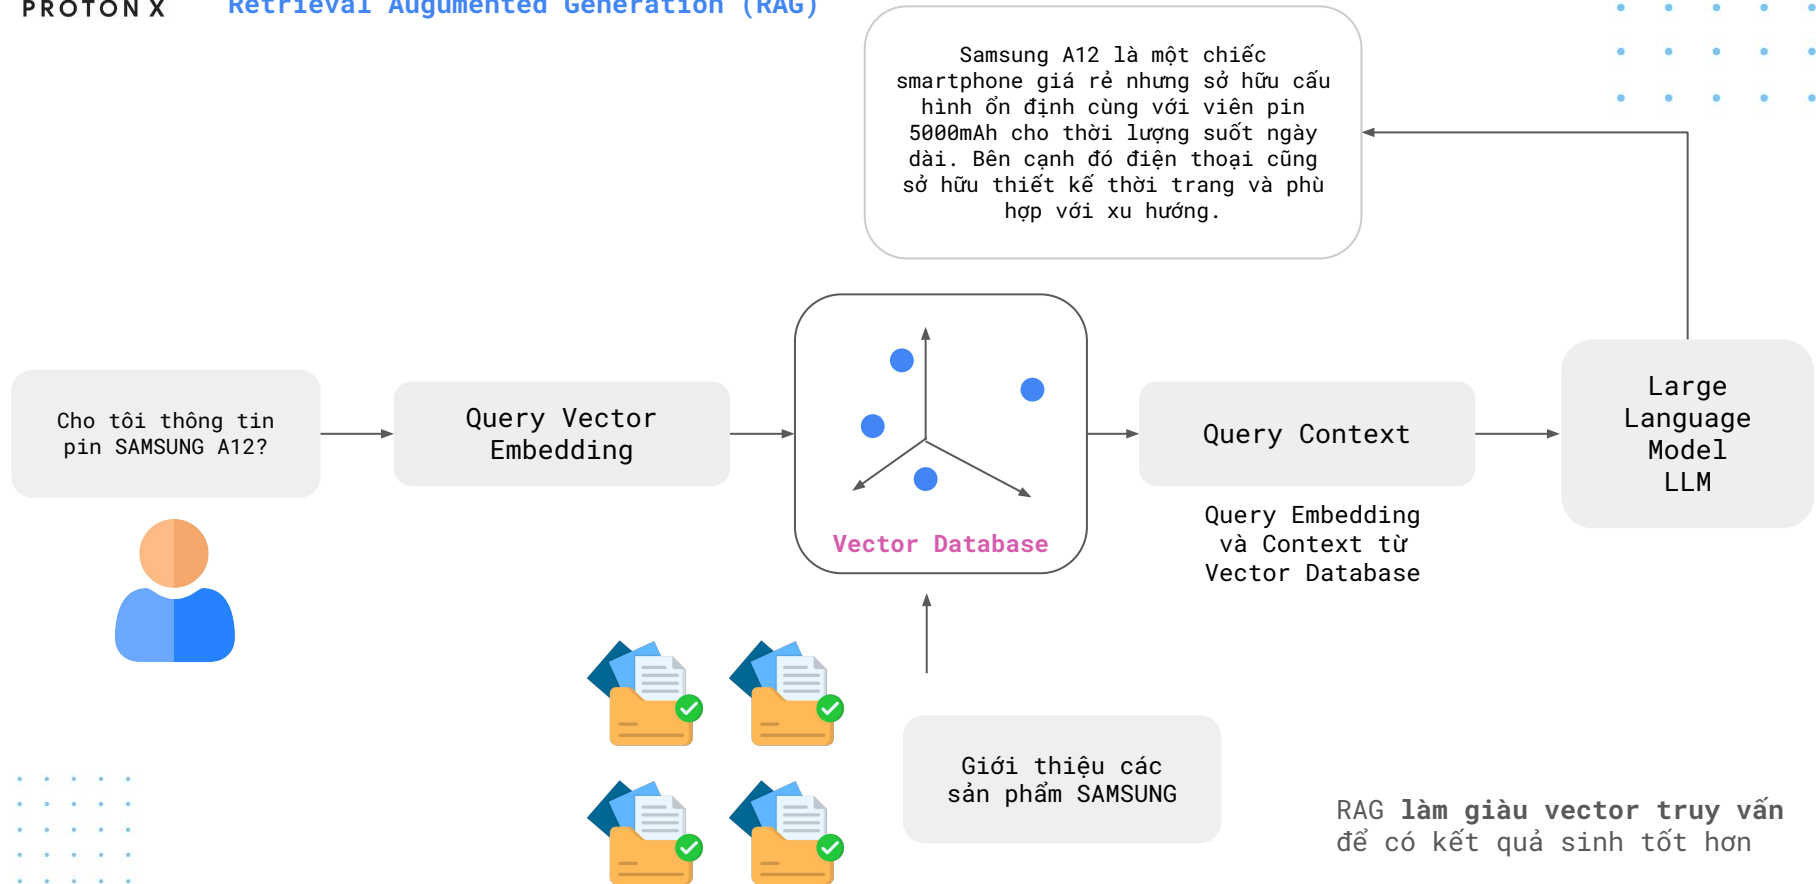 PROTON X
Retrieval Augumented Generation (RAG)
Samsung A12 là một chiếc
smartphone giá rẻ nhưng sở hữu cấu
hình ổn định cùng với viên pin
5000mAh cho thời lượng suốt ngày
dài. Bên cạnh đó điện thoại cũng
sở hữu thiết kế thời trang và phù
hợp với xu hướng.
Cho tôi thông tin
pin SAMSUNG A12?
Query Vector
Embedding
Vector Database
Query Context
Query Embedding
và Context từ
Vector Database
Large
Language
Model
LLM
Giới thiệu các
sản phẩm SAMSUNG
RAG làm giàu vector truy vấn
để có kết quả sinh tốt hơn